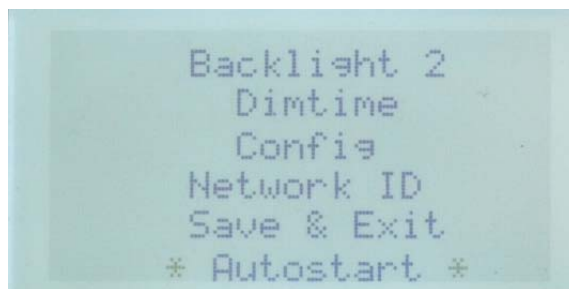 Backlight 2
Dimtime
Config
Network ID
Save & Exit
* Autostart *